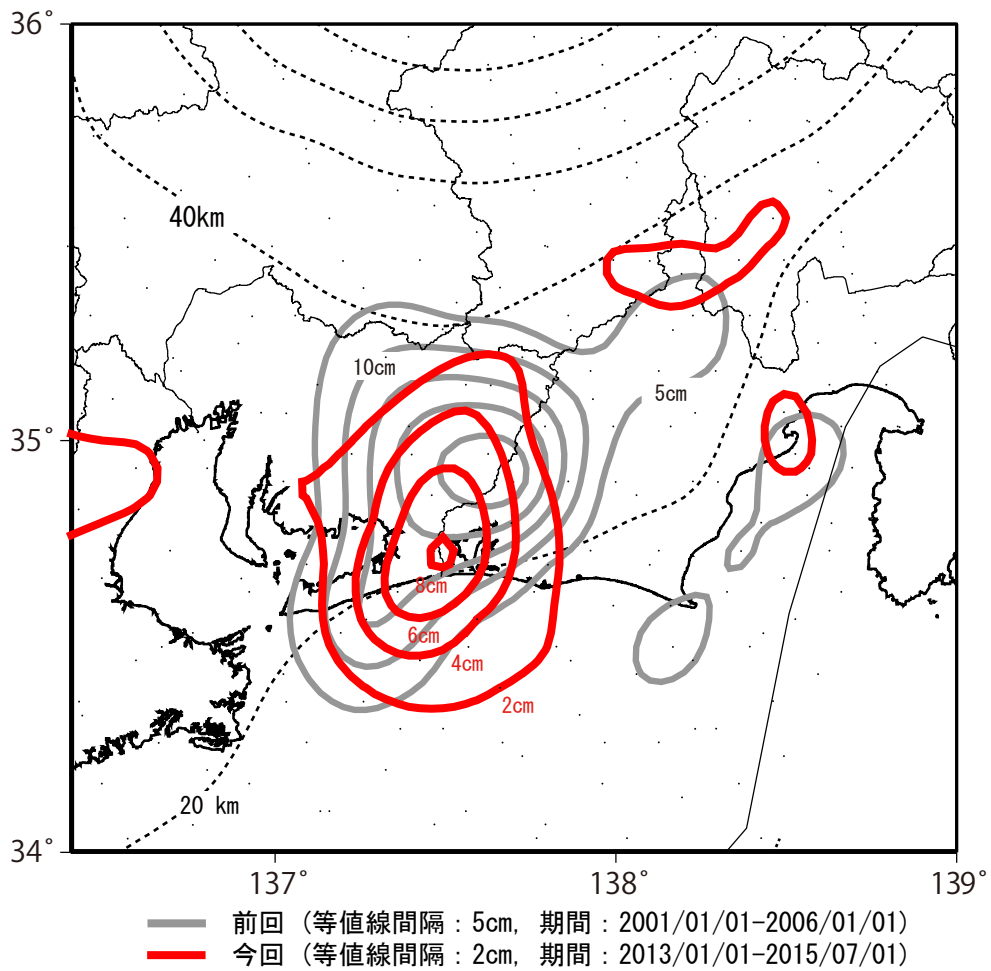 36°
40km
10cm
5cm
35°
8cm
6cm
4cm
2cm
20 km
34°
137°
138°
139°
前回 (等値線間隔：5cm, 期間：2001/01/01-2006/01/01)
今回 (等値線間隔：2cm, 期間：2013/01/01-2015/07/01)